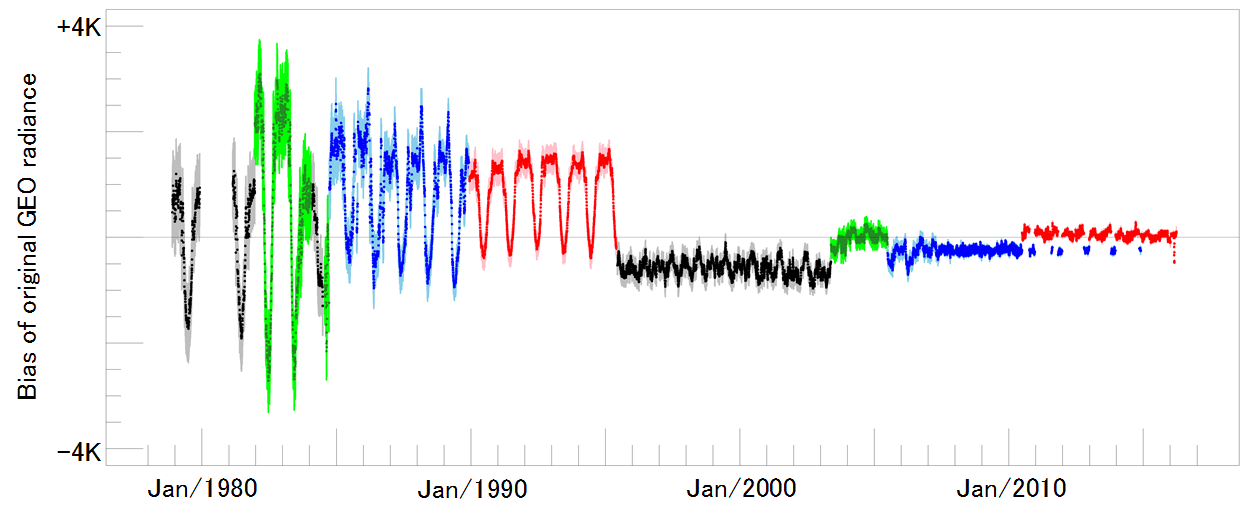 +4K
Bias of original GEO radiance
-4K
Jan/1980
Jan/1990
Jan/2000
Jan/2010